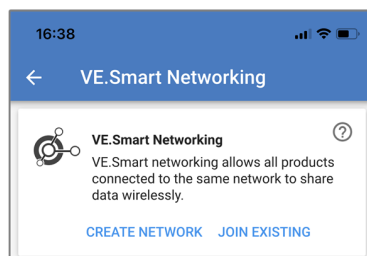 16:38
VE.Smart Networking
VE.Smart Networking
VE.Smart networking allows all products
connected to the same network to share
data wirelessly.
CREATE NETWORK JOIN EXISTING